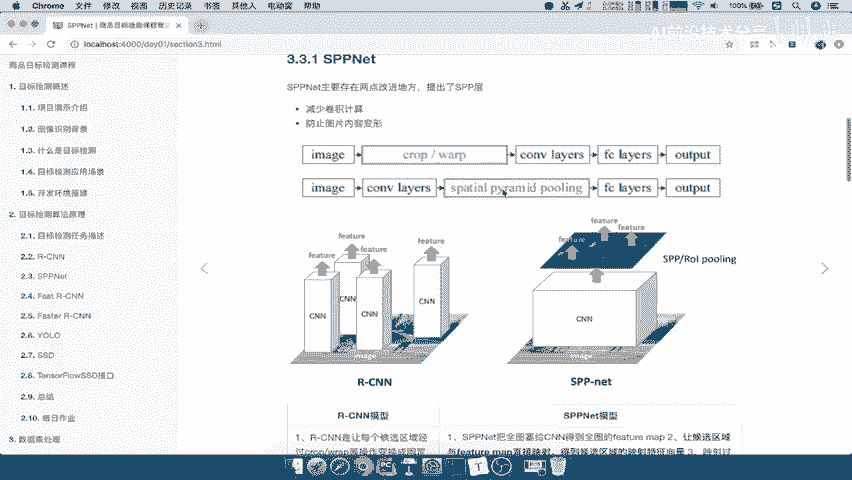 Chrome 文件 修改 视图 历史记录 书签 其他人 电动窗 帮助
100%
AI前沿技术分享
SPPNet | 商品目标检测课程
localhost:4000/day01/section3.html
商品目标检测课程
1. 目标检测概述
1.1. 项目演示介绍
1.2. 图像识别背景
1.3. 什么是目标检测
1.4. 目标检测应用场景
1.5. 开发环境搭建
2. 目标检测算法原理
2.1. 目标检测任务描述
2.2. R-CNN
2.3. SPPNet
2.4. Fast R-CNN
2.5. Faster R-CNN
2.6. YOLO
2.7. SSD
2.8. TensorFlowSSD接口
2.9. 总结
2.10. 每日作业
3. 数据集处理
3.3.1 SPPNet
SPPNet主要存在两点改进地方，提出了SPP层
• 减少卷积计算
• 防止图片内容变形
image crop / warp conv layers fc layers output
image conv layers spatial pyramid pooling fc layers output
feature feature feature feature
CNN CNN CNN CNN
image
R-CNN
feature feature feature
SPP/RoI pooling
CNN
image
SPP-net
R-CNN模型 SPPNet模型
1、R-CNN是让每个候选区域经 1、SPPNet把全图塞给CNN得到全图的feature map 2、让候选区域
过crop/wrap等操作变换成固定 与feature map直接映射，得到候选区域的映射特征向量 3、映射过